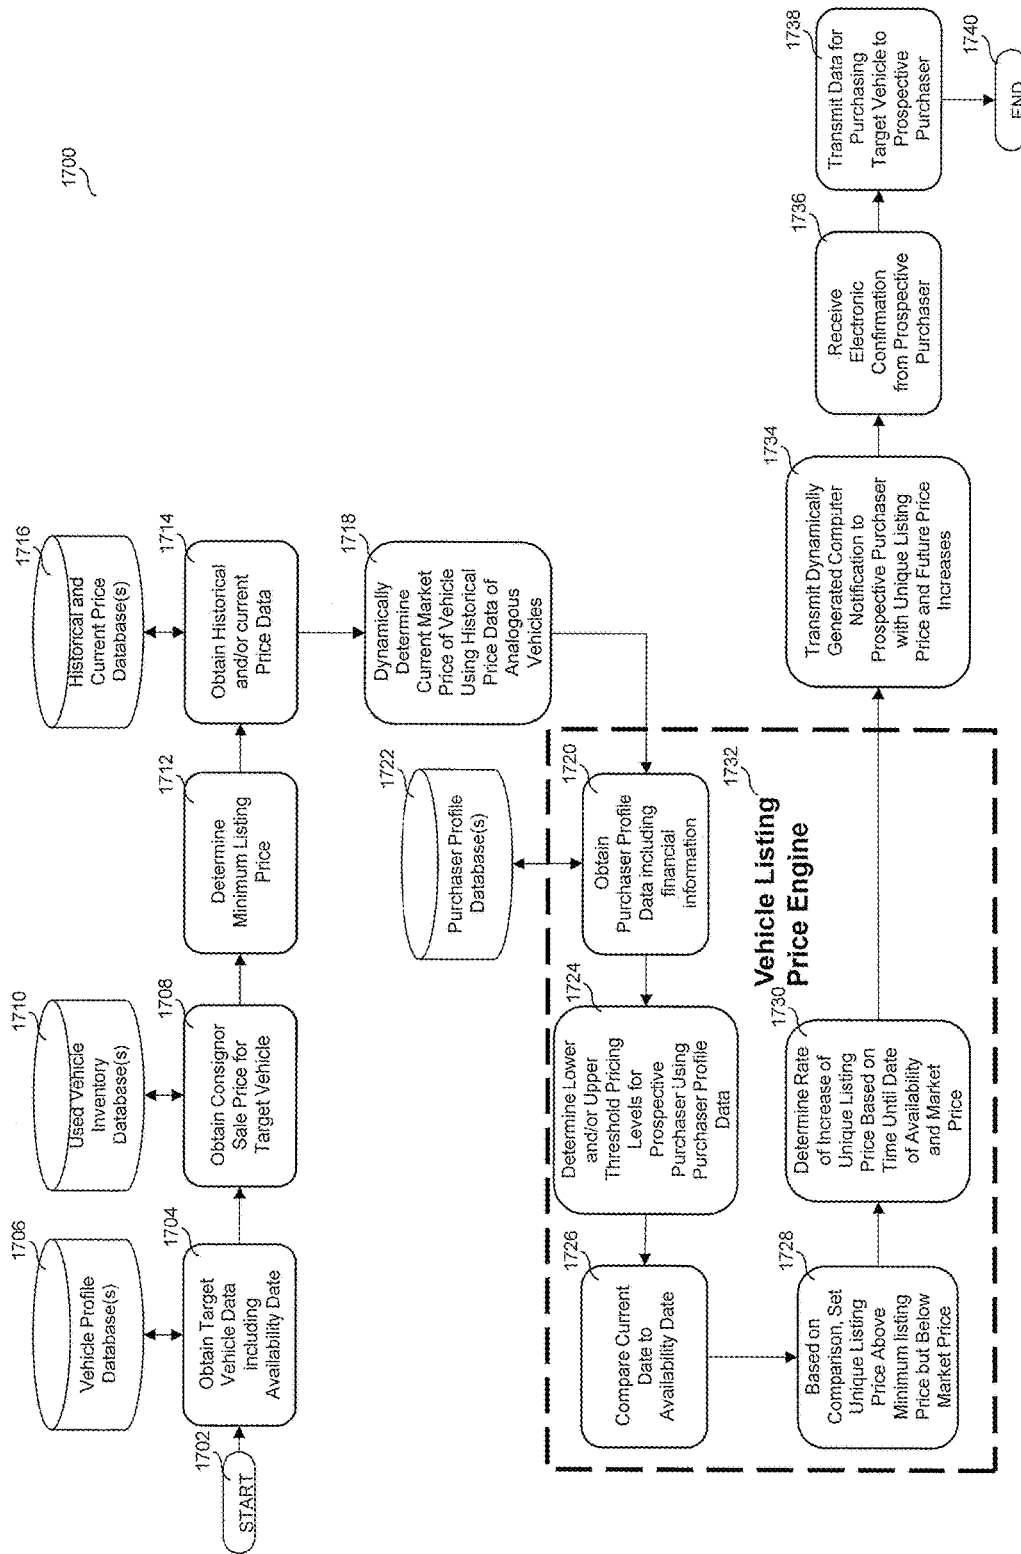 1700
START
1702
Vehicle Profile
Database(s)
1706
Obtain Target
Vehicle Data
Including
Availability Date
1704
Used Vehicle
Inventory
Database(s)
1710
Obtain Consignor
Sale Price for
Target Vehicle
1708
Determine
Minimum Listing
Price
1712
Historical and
Current Price
Database(s)
1716
Obtain Historical
and/or current
Price Data
1714
Dynamically
Determine
Current Market
Price of Vehicle
Using Historical
Price Data of
Analogous
Vehicles
1718
Purchaser Profile
Database(s)
1722
Obtain
Purchaser Profile
Data including
financial
information
1720
Determine Lower
and/or Upper
Threshold Pricing
Levels for
Prospective
Purchaser Using
Purchaser Profile
Data
1724
Compare Current
Date to
Availability Date
1726
Based on
Comparison, Set
Unique Listing
Price Above
Minimum listing
Price but Below
Market Price
1728
Determine Rate
of Increase of
Unique Listing
Price Based on
Time Until Date
of Availability
and Market
Price
1730
Vehicle Listing
Price Engine
1732
Transmit Dynamically
Generated Computer
Notification to
Prospective Purchaser
with Unique Listing
Price and Future Price
Increases
1734
Receive
Electronic
Confirmation
from Prospective
Purchaser
1736
Transmit Data for
Purchasing
Target Vehicle to
Prospective
Purchaser
1738
END
1740